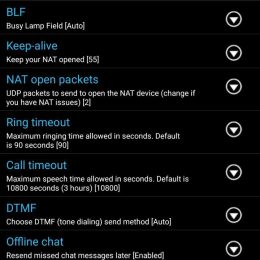 BLF
Busy Lamp Field [Auto]
Keep-alive
Keep your NAT opened [55]
NAT open packets
UDP packets to send to open the NAT device (change if
you have NAT issues) [2]
Ring timeout
Maximum ringing time allowed in seconds. Default
is 90 seconds [90]
Call timeout
Maximum speech time allowed in seconds. Default is
10800 seconds (3 hours) [10800]
DTMF
Choose DTMF (tone dialing) send method [Auto]
Offline chat
Resend missed chat messages later [Enabled]